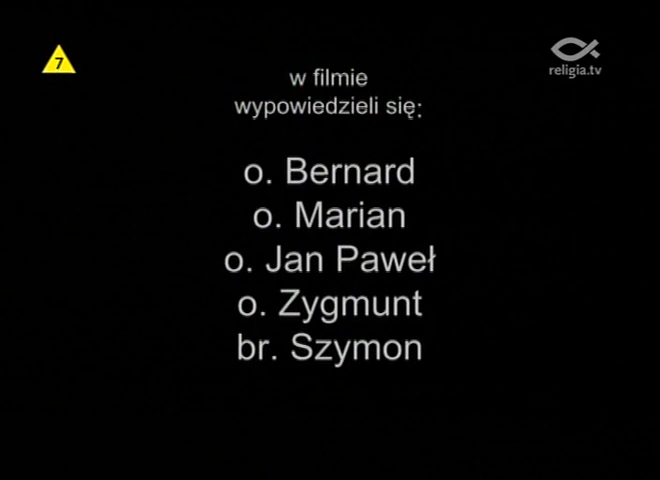 7
religia.tv
w filmie
wypowiedzieli się:
o. Bernard
o. Marian
o. Jan Paweł
o. Zygmunt
br. Szymon